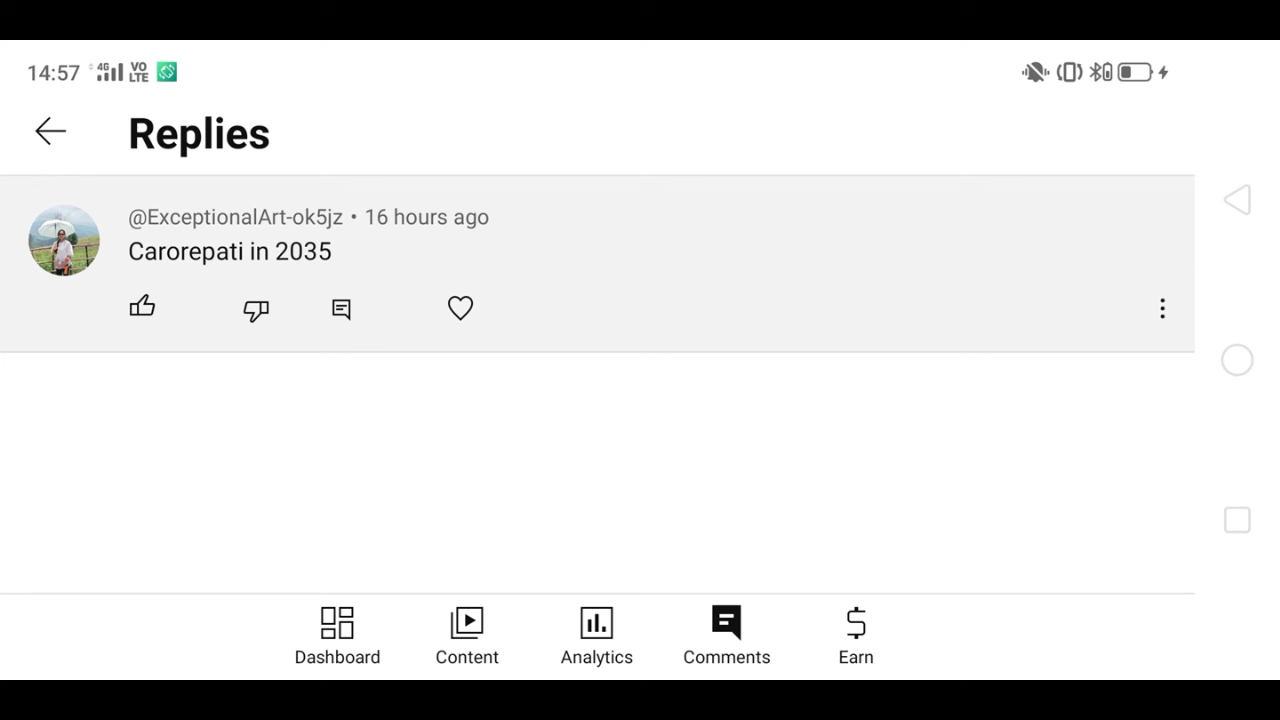 14:57 4G VO LTE
Replies
@ExceptionalArt-ok5jz • 16 hours ago
Carorepati in 2035
Dashboard Content Analytics Comments Earn